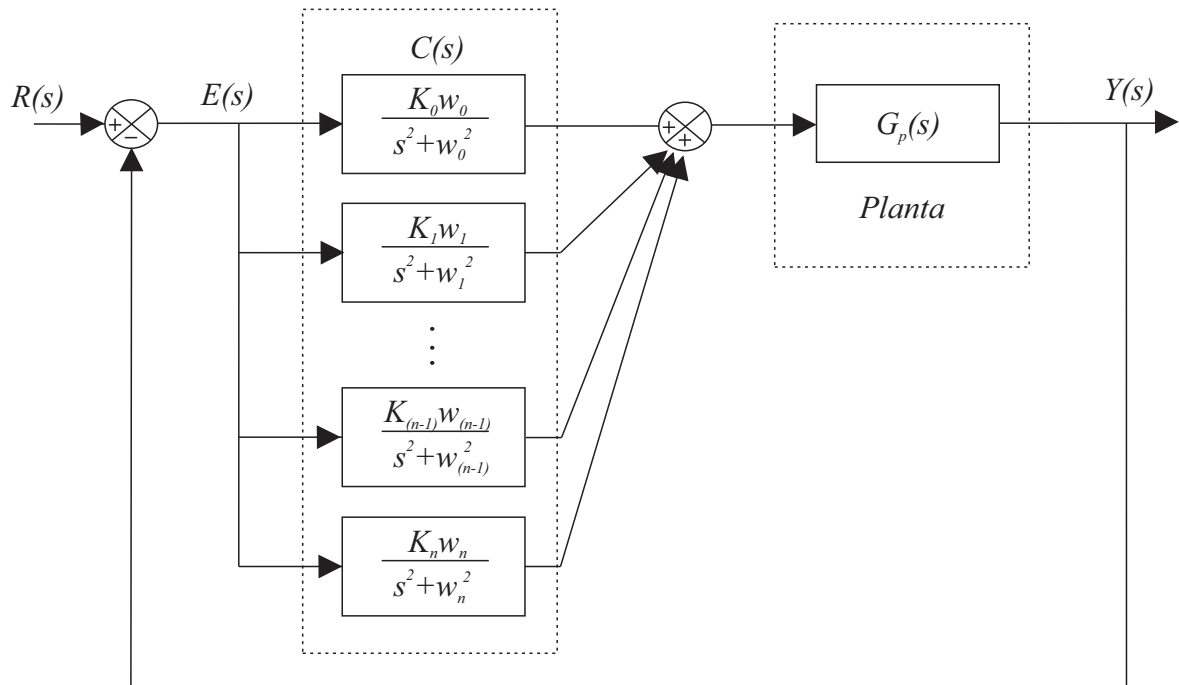 C(s)
R(s)
E(s)
Y(s)
+
−
K₀w₀
s²+w₀²
+
+
Gₚ(s)
Planta
K₁w₁
s²+w₁²
⋮
K₍ₙ₋₁₎w₍ₙ₋₁₎
s²+w²₍ₙ₋₁₎
Kₙwₙ
s²+wₙ²